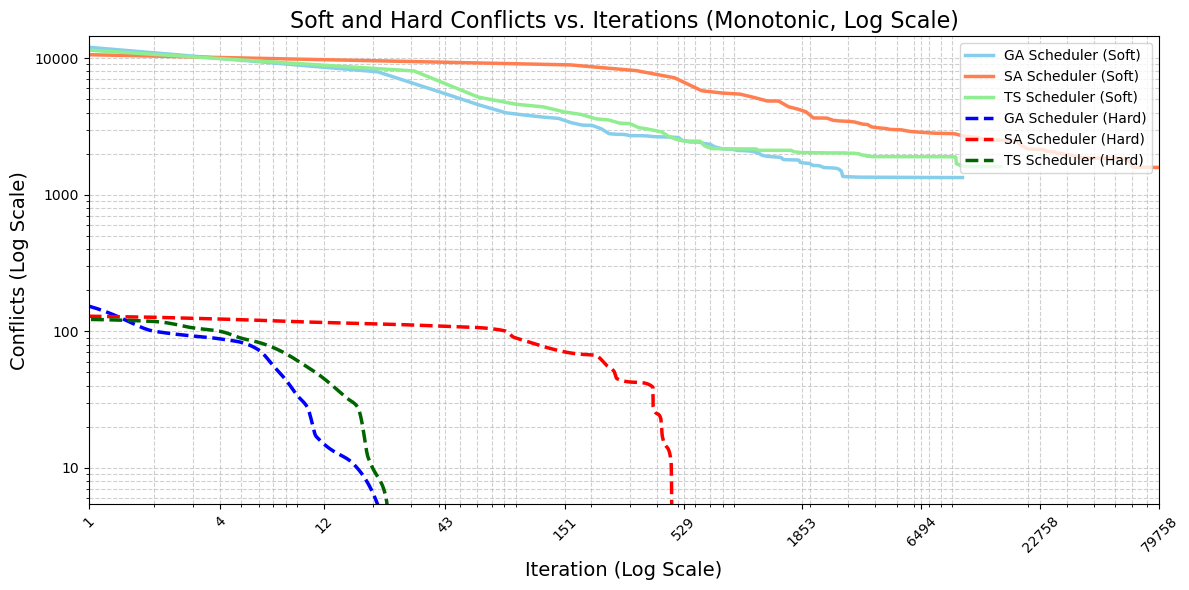 Soft and Hard Conflicts vs. Iterations (Monotonic, Log Scale)
Conflicts (Log Scale)
10000
1000
100
10
GA Scheduler (Soft)
SA Scheduler (Soft)
TS Scheduler (Soft)
GA Scheduler (Hard)
SA Scheduler (Hard)
TS Scheduler (Hard)
1
4
12
43
151
529
1853
6494
22758
79758
Iteration (Log Scale)